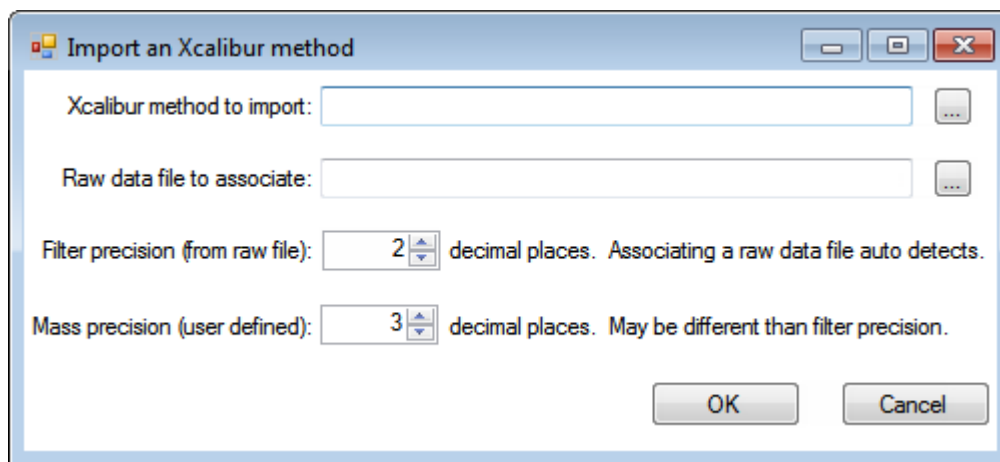 Import an Xcalibur method
Xcalibur method to import: ...
Raw data file to associate: ...
Filter precision (from raw file): 2 decimal places. Associating a raw data file auto detects.
Mass precision (user defined): 3 decimal places. May be different than filter precision.
OK Cancel